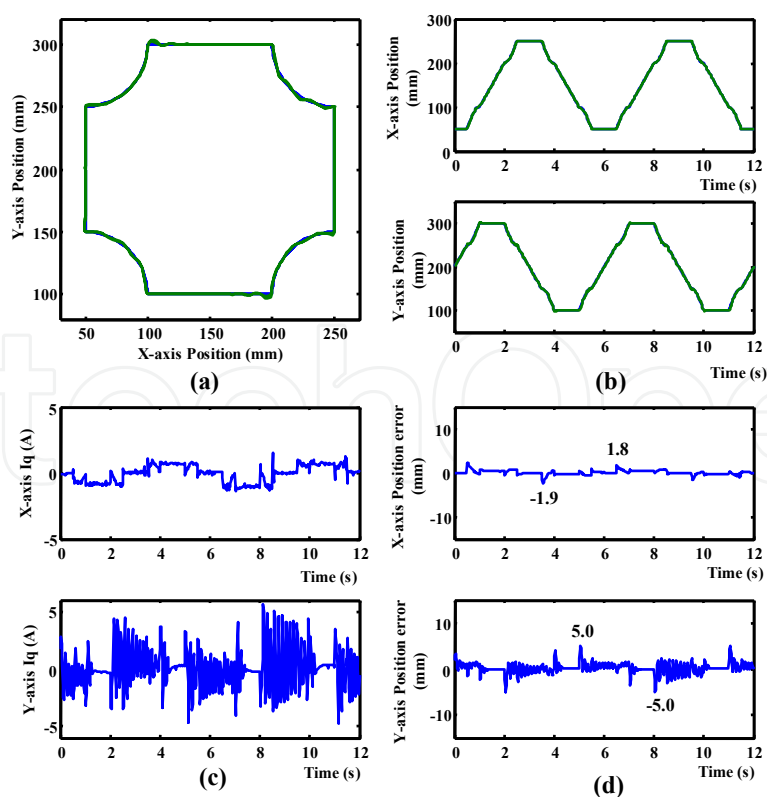 300
250
200
150
100
50 100 150 200 250
Y-axis Position (mm)
X-axis Position (mm)
(a)
300
200
100
0
0 2 4 6 8 10 12
X-axis Position
(mm)
Time (s)
300
200
100
0 2 4 6 8 10 12
Y-axis Position
(mm)
Time (s)
(b)
5
0
-5
0 2 4 6 8 10 12
X-axis Iq (A)
Time (s)
5
0
-5
0 2 4 6 8 10 12
Y-axis Iq (A)
Time (s)
(c)
10
0
-10
0 2 4 6 8 10 12
X-axis Position error
(mm)
1.8
-1.9
Time (s)
10
0
-10
0 2 4 6 8 10 12
Y-axis Position error
(mm)
5.0
-5.0
Time (s)
(d)